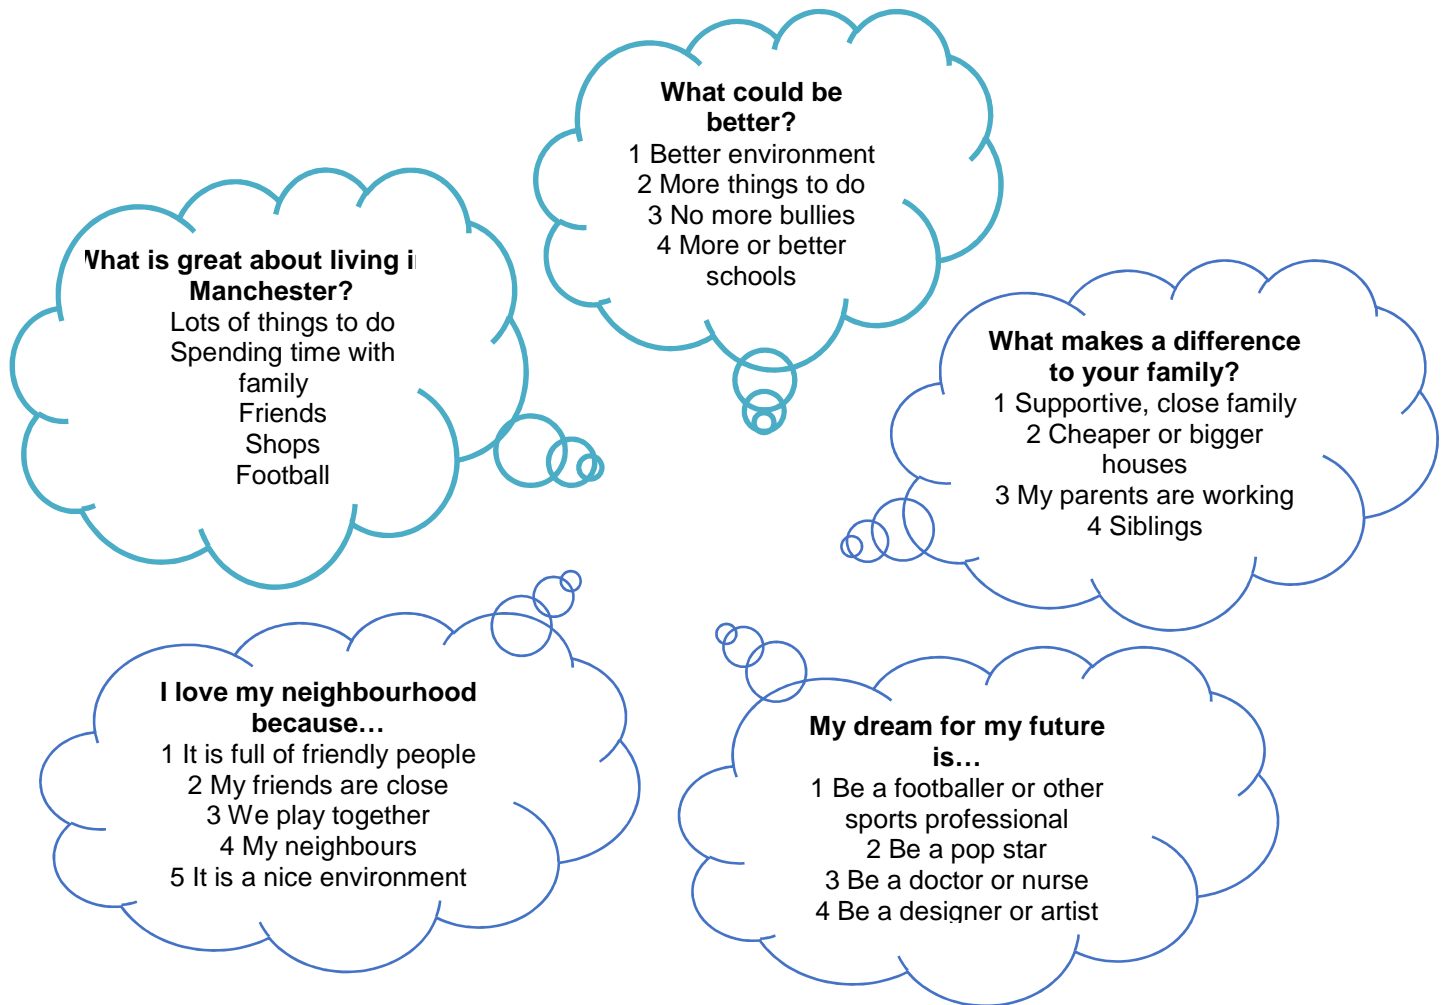 What could be
better?
1 Better environment
2 More things to do
3 No more bullies
4 More or better
schools
What is great about living in
Manchester?
Lots of things to do
Spending time with
family
Friends
Shops
Football
What makes a difference
to your family?
1 Supportive, close family
2 Cheaper or bigger
houses
3 My parents are working
4 Siblings
I love my neighbourhood
because…
1 It is full of friendly people
2 My friends are close
3 We play together
4 My neighbours
5 It is a nice environment
My dream for my future
is…
1 Be a footballer or other
sports professional
2 Be a pop star
3 Be a doctor or nurse
4 Be a designer or artist